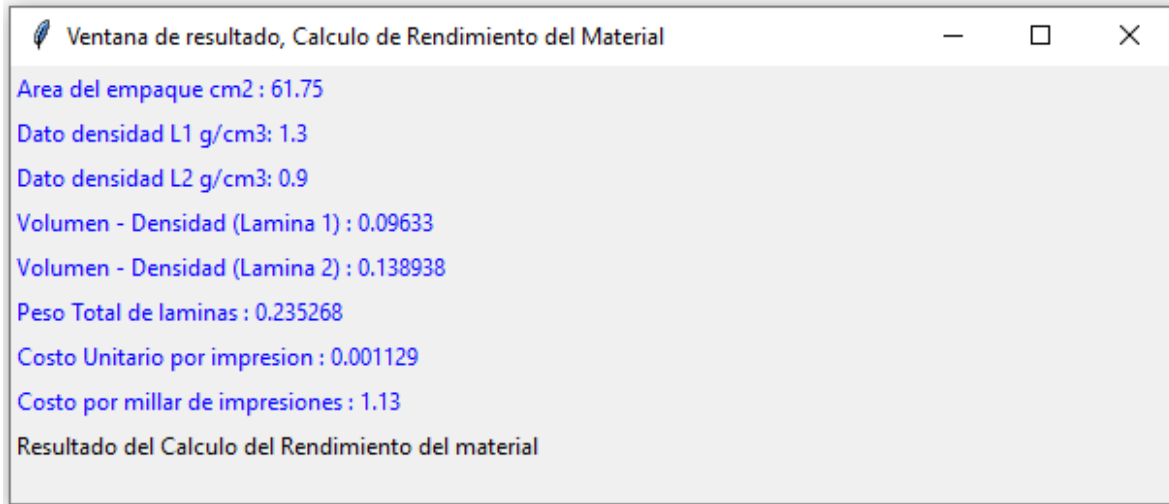 Ventana de resultado, Calculo de Rendimiento del Material
Area del empaque cm2 : 61.75
Dato densidad L1 g/cm3: 1.3
Dato densidad L2 g/cm3: 0.9
Volumen - Densidad (Lamina 1) : 0.09633
Volumen - Densidad (Lamina 2) : 0.138938
Peso Total de laminas : 0.235268
Costo Unitario por impresion : 0.001129
Costo por millar de impresiones : 1.13
Resultado del Calculo del Rendimiento del material